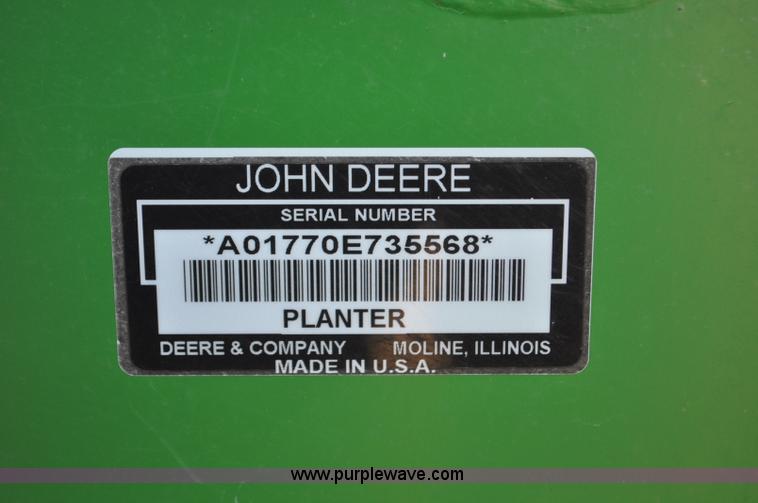 JOHN DEERE
SERIAL NUMBER
*A01770E735568*
PLANTER
DEERE & COMPANY MOLINE, ILLINOIS
MADE IN U.S.A.
www.purplewave.com